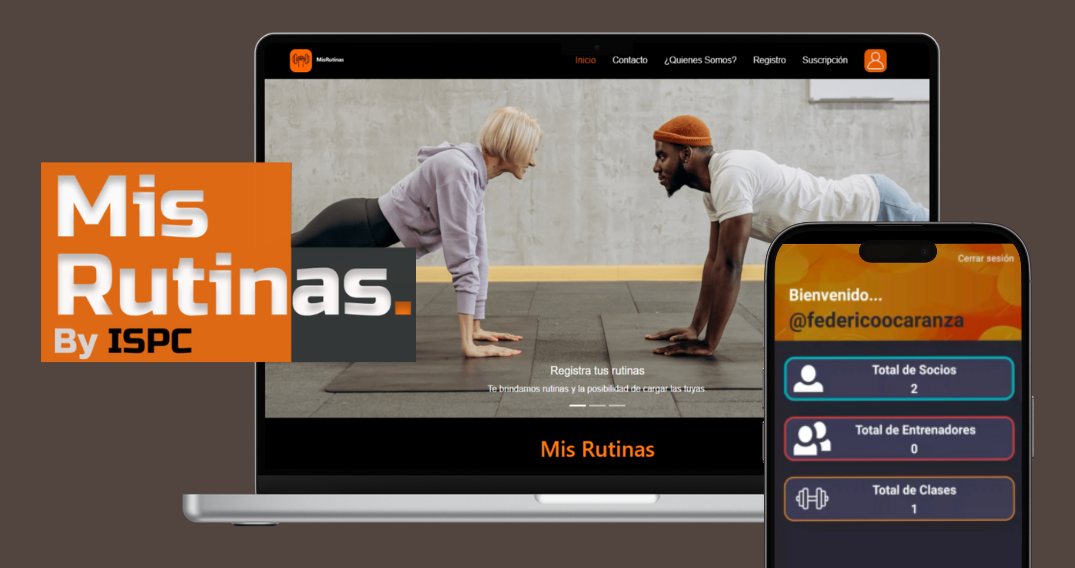 MisRutinas
Inicio Contacto ¿Quienes Somos? Registro Suscripción
Mis
Rutinas.
By ISPC
Registra tus rutinas
Te brindamos rutinas y la posibilidad de cargar las tuyas
Mis Rutinas
Cerrar sesión
Bienvenido...
@federicoocaranza
Total de Socios
2
Total de Entrenadores
0
Total de Clases
1